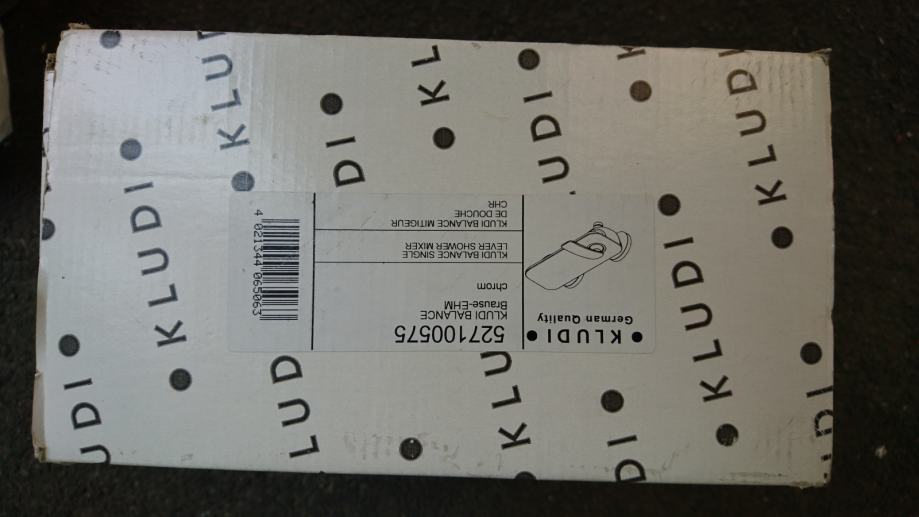 KLUDI
German Quality
527100575
KLUDI BALANCE
Brause-EHM
chrom
KLUDI BALANCE SINGLE
LEVER SHOWER MIXER
KLUDI BALANCE MITIGEUR
DE DOUCHE
CHR
4 021344 065063
KLUDI
KLUDI
KLUDI
KLUDI
KLUDI
KLUDI
KLUDI